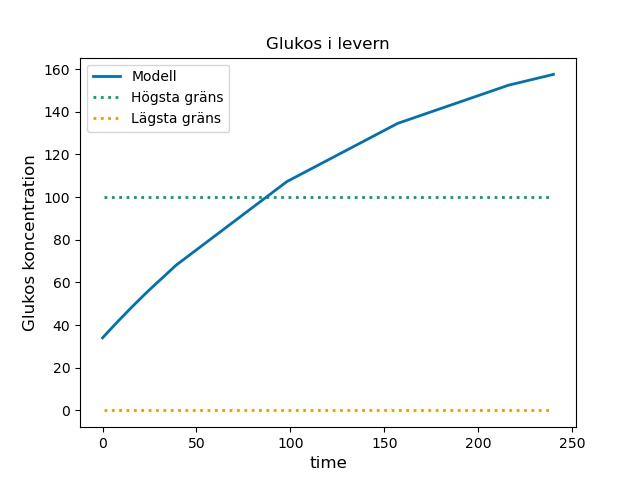 Glukos i levern
Modell
Högsta gräns
Lägsta gräns
Glukos koncentration
160
140
120
100
80
60
40
20
0
0 50 100 150 200 250
time